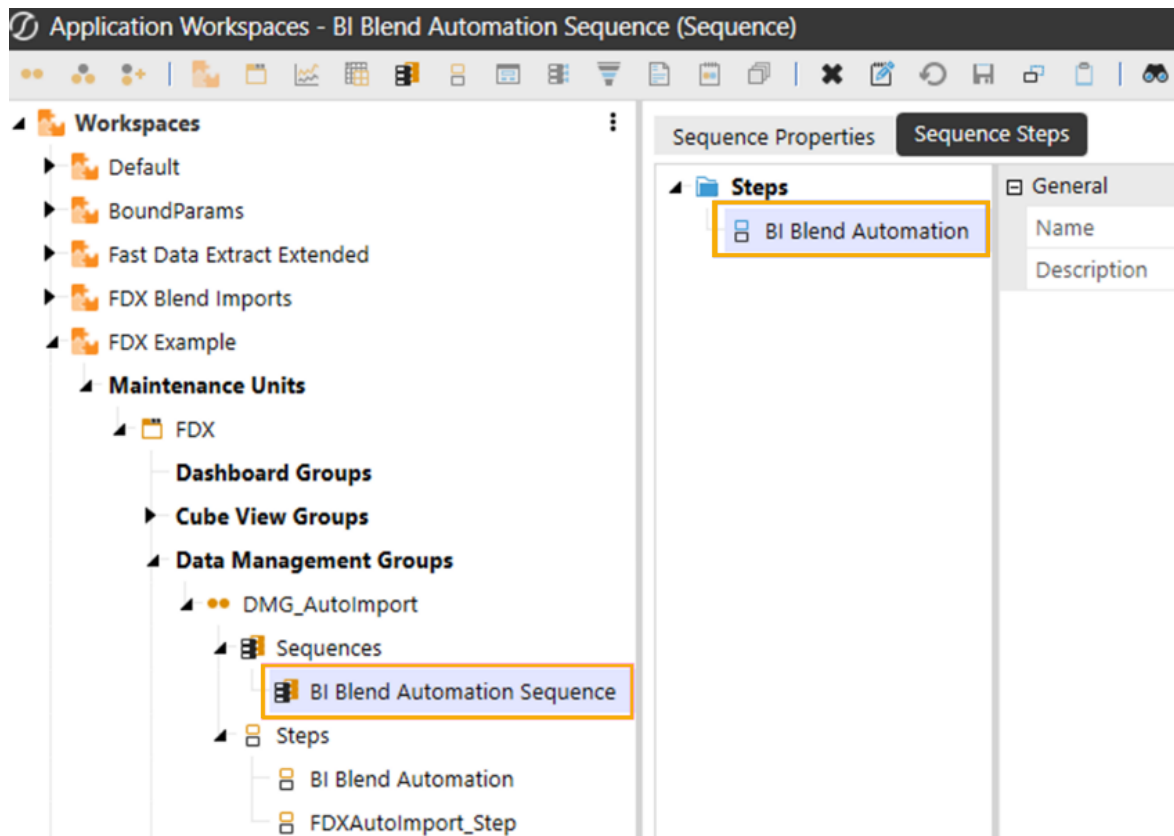 Application Workspaces - BI Blend Automation Sequence (Sequence)
Workspaces
Default
BoundParams
Fast Data Extract Extended
FDX Blend Imports
FDX Example
Maintenance Units
FDX
Dashboard Groups
Cube View Groups
Data Management Groups
DMG_AutoImport
Sequences
BI Blend Automation Sequence
Steps
BI Blend Automation
FDXAutoImport_Step
Sequence Properties
Sequence Steps
Steps
BI Blend Automation
General
Name
Description